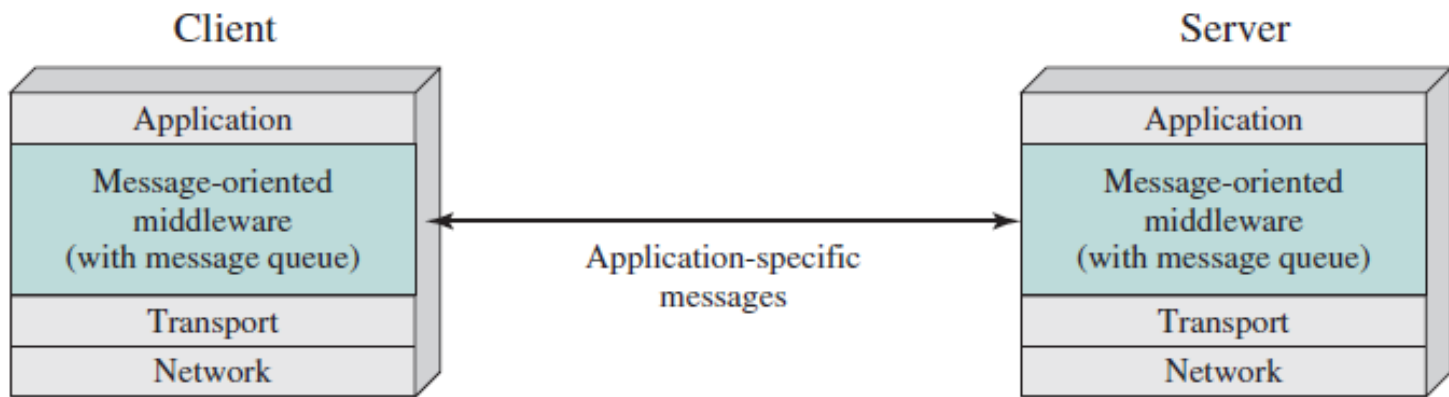 Client
Server
Application
Message-oriented
middleware
(with message queue)
Transport
Network
Application-specific
messages
Application
Message-oriented
middleware
(with message queue)
Transport
Network